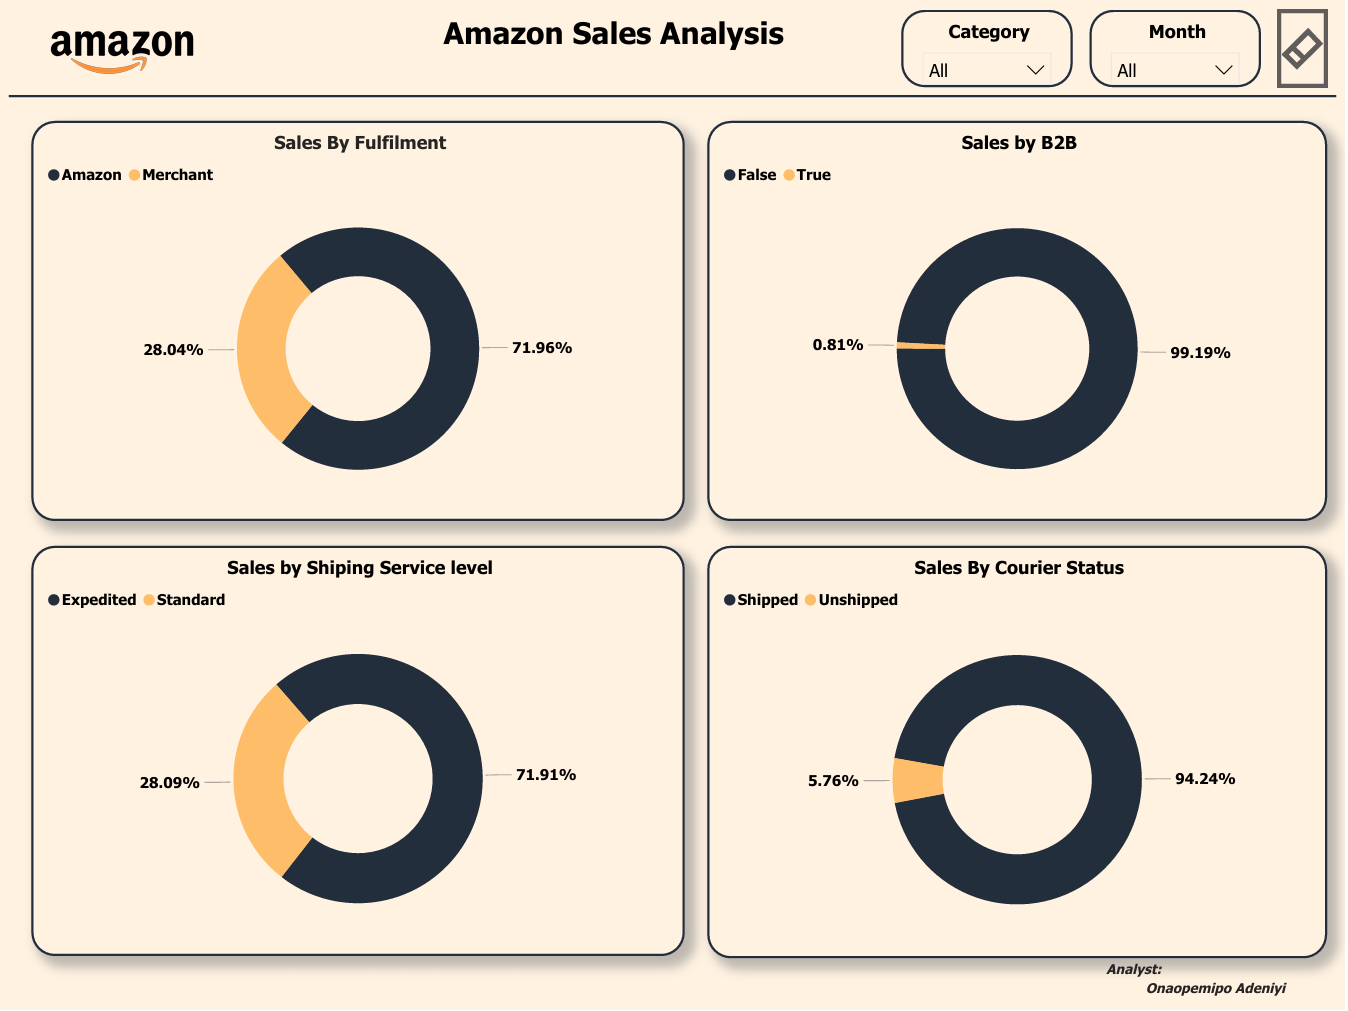 amazon
Amazon Sales Analysis
Category
All
Month
All
Sales By Fulfilment
Amazon Merchant
28.04%
71.96%
Sales by B2B
False True
0.81%
99.19%
Sales by Shiping Service level
Expedited Standard
28.09%
71.91%
Sales By Courier Status
Shipped Unshipped
5.76%
94.24%
Analyst:
Onaopemipo Adeniyi